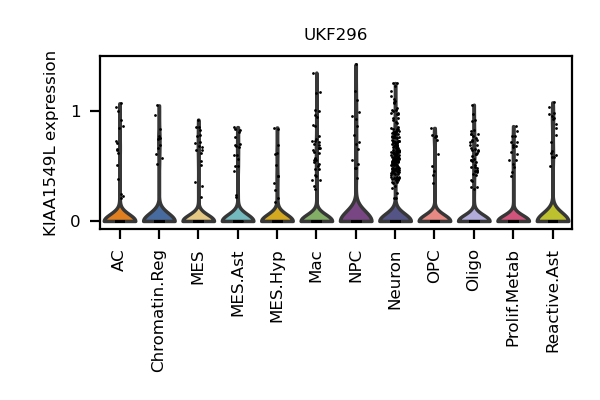 UKF296
KIAA1549L expression
1
0
AC
Chromatin.Reg
MES
MES.Ast
MES.Hyp
Mac
NPC
Neuron
OPC
Oligo
Prolif.Metab
Reactive.Ast